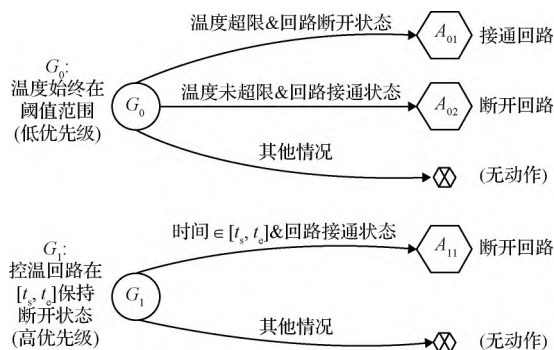 温度超限&回路断开状态
A₀₁ 接通回路
G₀:
温度始终在
阈值范围
(低优先级)
G₀
温度未超限&回路接通状态
A₀₂ 断开回路
其他情况
(无动作)
时间∈[tₛ, tₑ]&回路接通状态
A₁₁ 断开回路
G₁:
控温回路在
[tₛ, tₑ]保持
断开状态
(高优先级)
G₁
其他情况
(无动作)